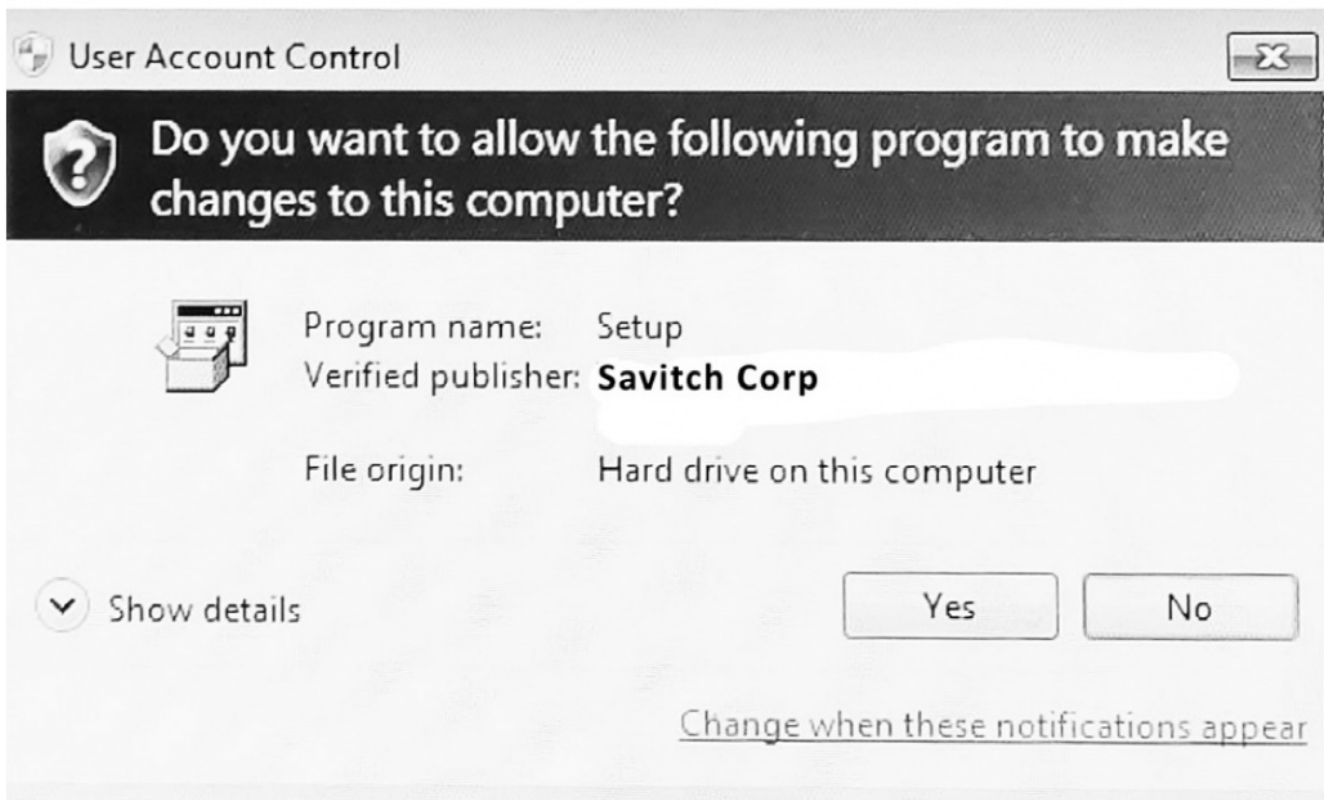 User Account Control
Do you want to allow the following program to make
changes to this computer?
Program name: Setup
Verified publisher: Savitch Corp
File origin: Hard drive on this computer
Show details
Yes No
Change when these notifications appear